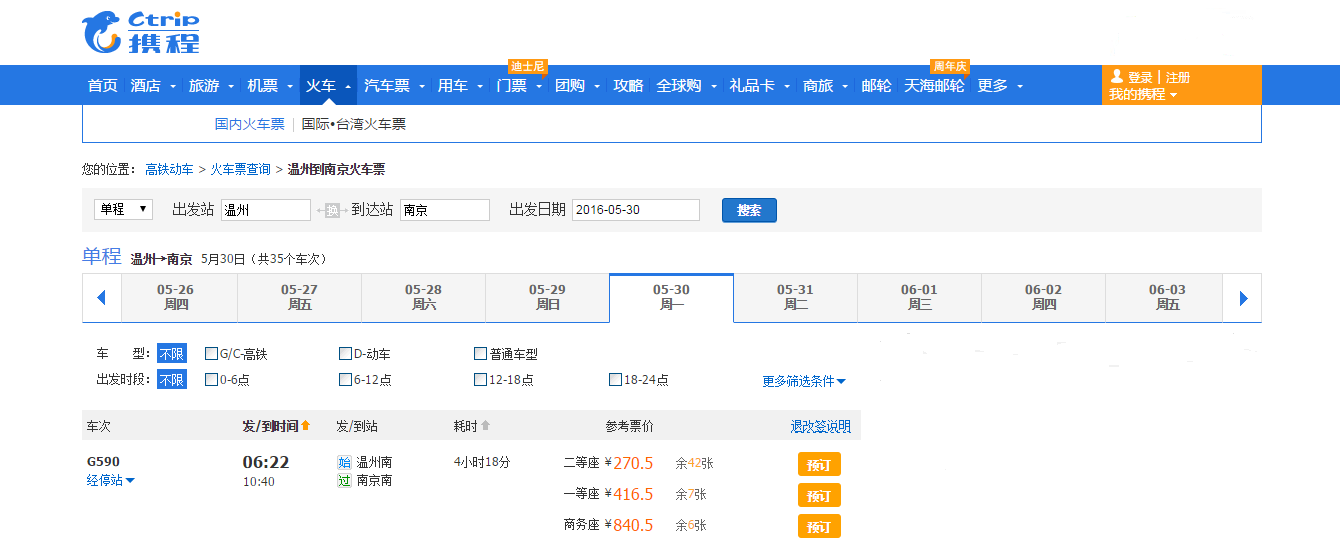 Ctrip
携程
迪士尼
周年庆
首页 酒店 旅游 机票 火车 汽车票 用车 门票 团购 攻略 全球购 礼品卡 商旅 邮轮 天海邮轮 更多
登录 | 注册
我的携程
国内火车票 | 国际•台湾火车票
您的位置： 高铁动车 > 火车票查询 > 温州到南京火车票
单程 ▼ 出发站 温州 ←换→ 到达站 南京 出发日期 2016-05-30 搜索
单程 温州→南京 5月30日（共35个车次）
05-26 05-27 05-28 05-29 05-30 05-31 06-01 06-02 06-03
周四 周五 周六 周日 周一 周二 周三 周四 周五
车 型： 不限 G/C-高铁 D-动车 普通车型
出发时段： 不限 0-6点 6-12点 12-18点 18-24点 更多筛选条件
车次 发/到时间 发/到站 耗时 参考票价 退改签说明
G590 06:22 始 温州南 4小时18分 二等座 ¥270.5 余42张 预订
经停站 10:40 过 南京南
一等座 ¥416.5 余7张 预订
商务座 ¥840.5 余6张 预订